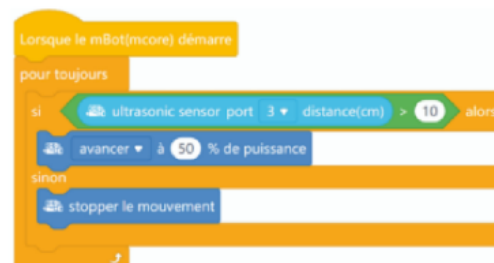 Lorsque le mBot(mcore) démarre
pour toujours
si ultrasonic sensor port 3 distance(cm) > 10 alors
avancer à 50 % de puissance
sinon
stopper le mouvement